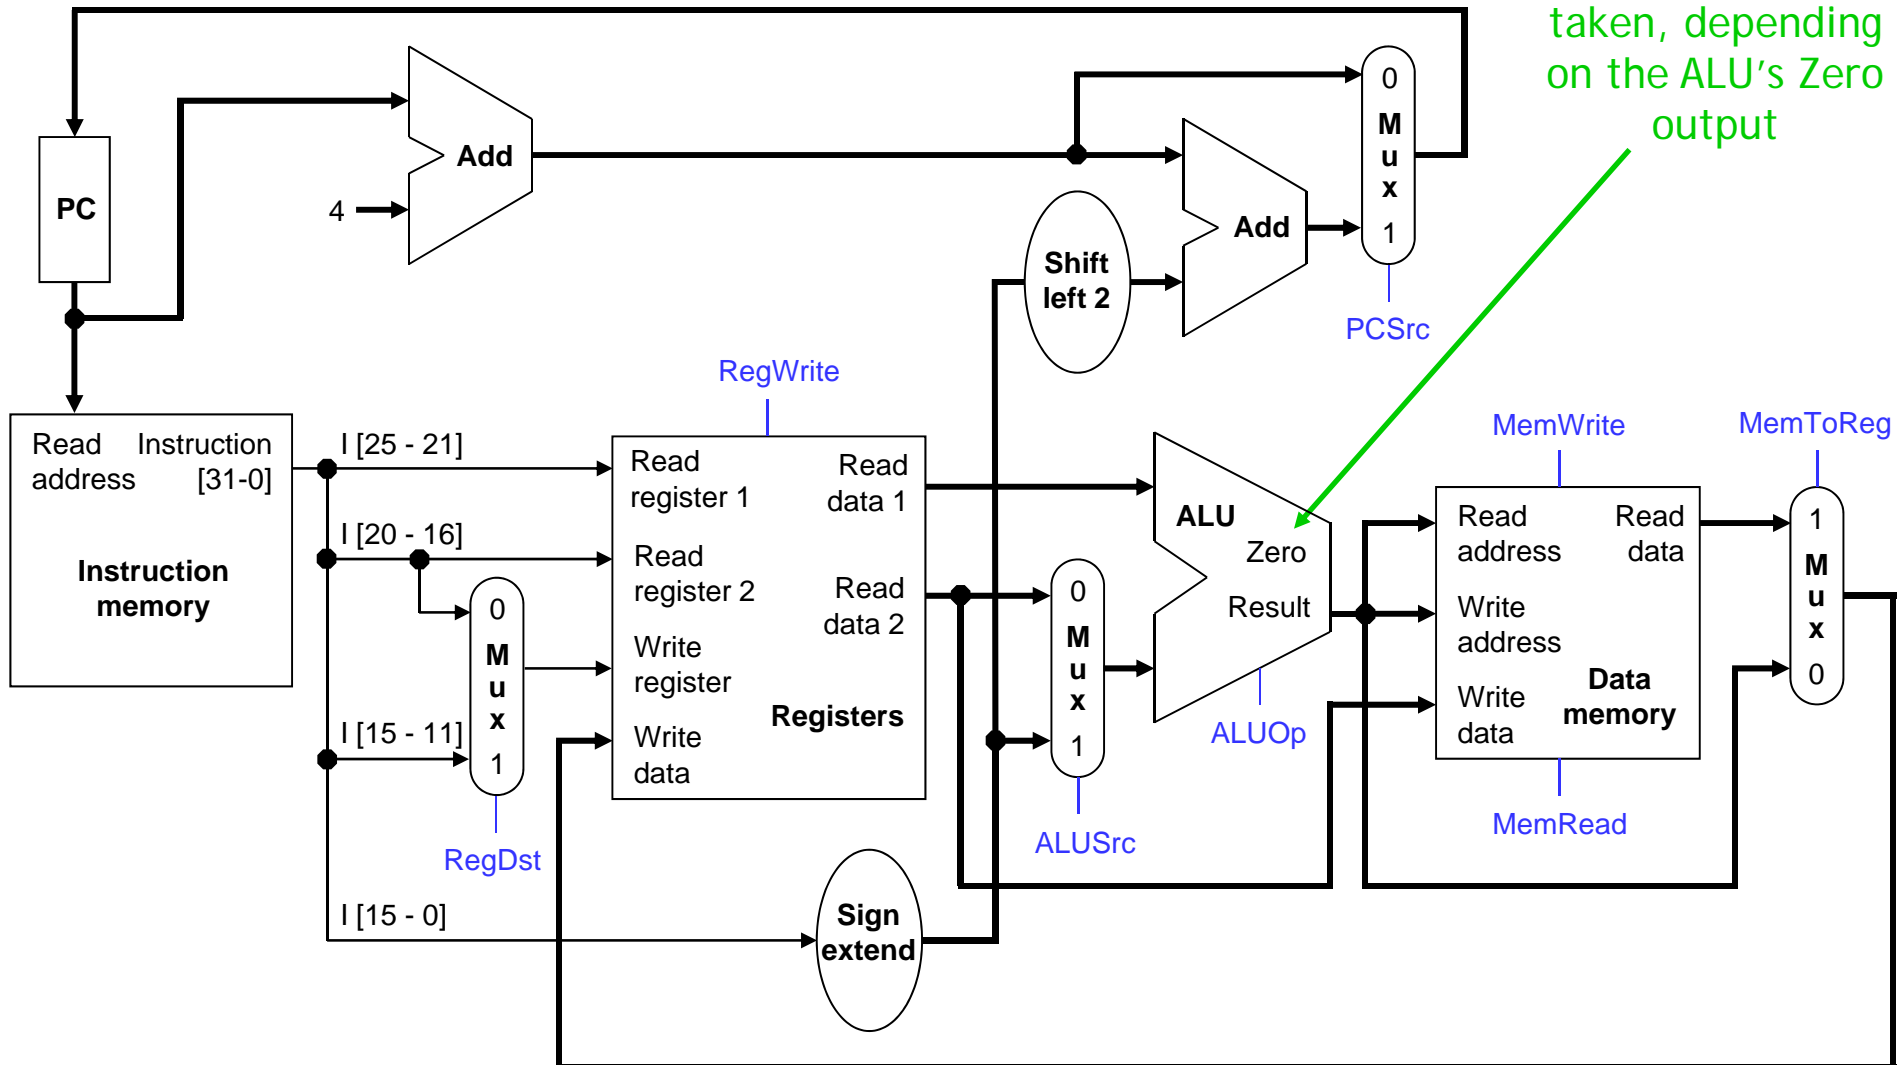 taken, depending
on the ALU's Zero
output
0
M
u
x
1
PCSrc
Add
4
PC
Add
Shift
left 2
RegWrite
Read address
Instruction [31-0]
Instruction
memory
I [25 - 21]
I [20 - 16]
I [15 - 11]
I [15 - 0]
0
M
u
x
1
RegDst
Read
register 1
Read
register 2
Write
register
Write
data
Read
data 1
Read
data 2
Registers
Sign
extend
0
M
u
x
1
ALUSrc
ALU
Zero
Result
ALUOp
MemWrite
Read
address
Write
address
Write
data
Read
data
Data
memory
MemRead
MemToReg
1
M
u
x
0